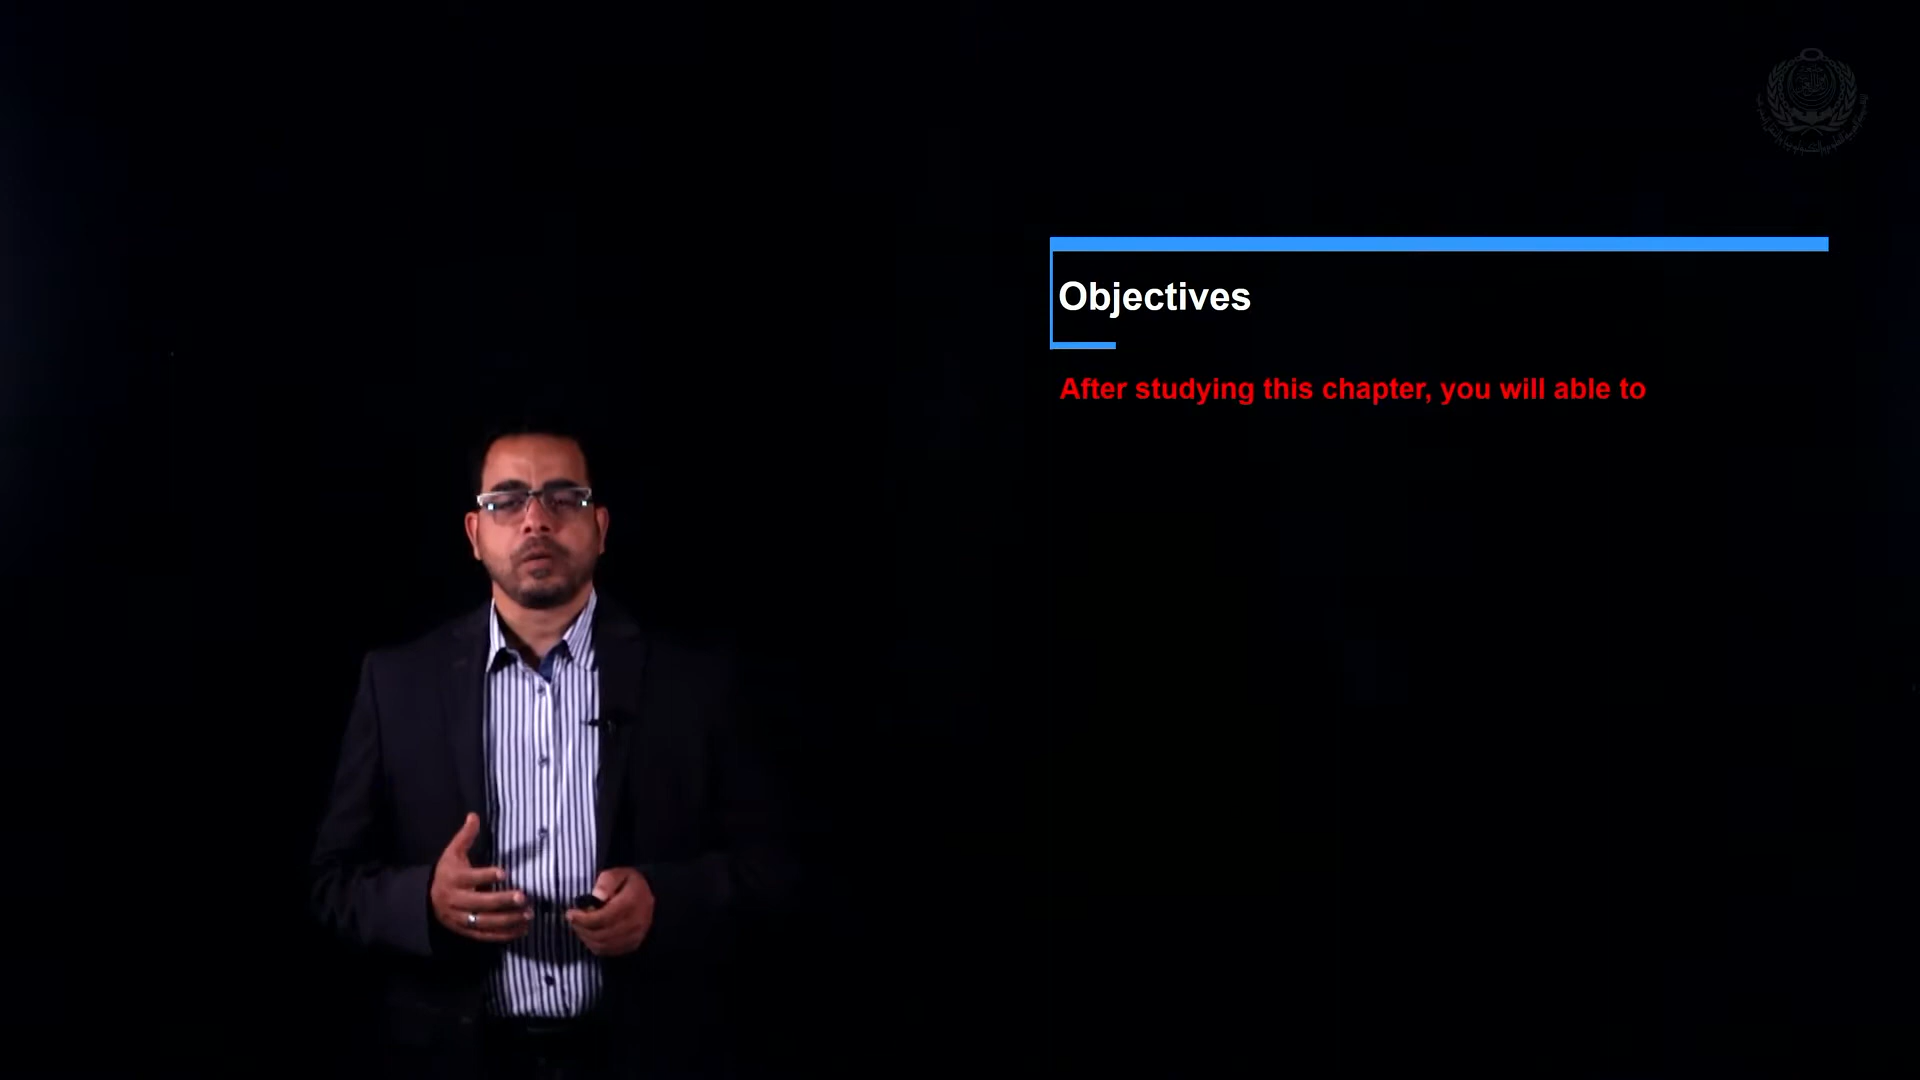 Objectives
After studying this chapter, you will able to